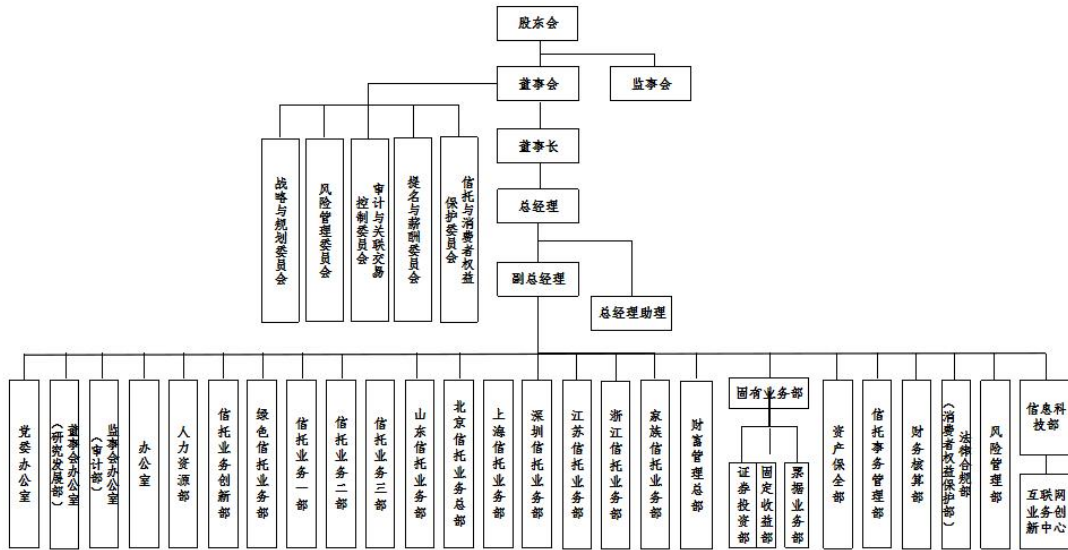 股东会
董事会
监事会
董事长
总经理
副总经理
总经理助理
战略与规划委员会
风险管理委员会
审计与关联交易
控制委员会
提名与薪酬委员会
信托与消费者权益
保护委员会
党委办公室
董事会办公室
（研究发展部）
监事会办公室
（审计部）
办公室
人力资源部
信托业务创新部
绿色信托业务部
信托业务一部
信托业务二部
信托业务三部
山东信托业务部
北京信托业务总部
上海信托业务部
深圳信托业务部
江苏信托业务部
浙江信托业务部
家族信托业务部
财富管理总部
固有业务部
证券投资部
固定收益部
票据业务部
资产保全部
信托事务管理部
财务核算部
法律合规部
（消费者权益保护部）
风险管理部
信息科
技部
互联网
业务创
新中心